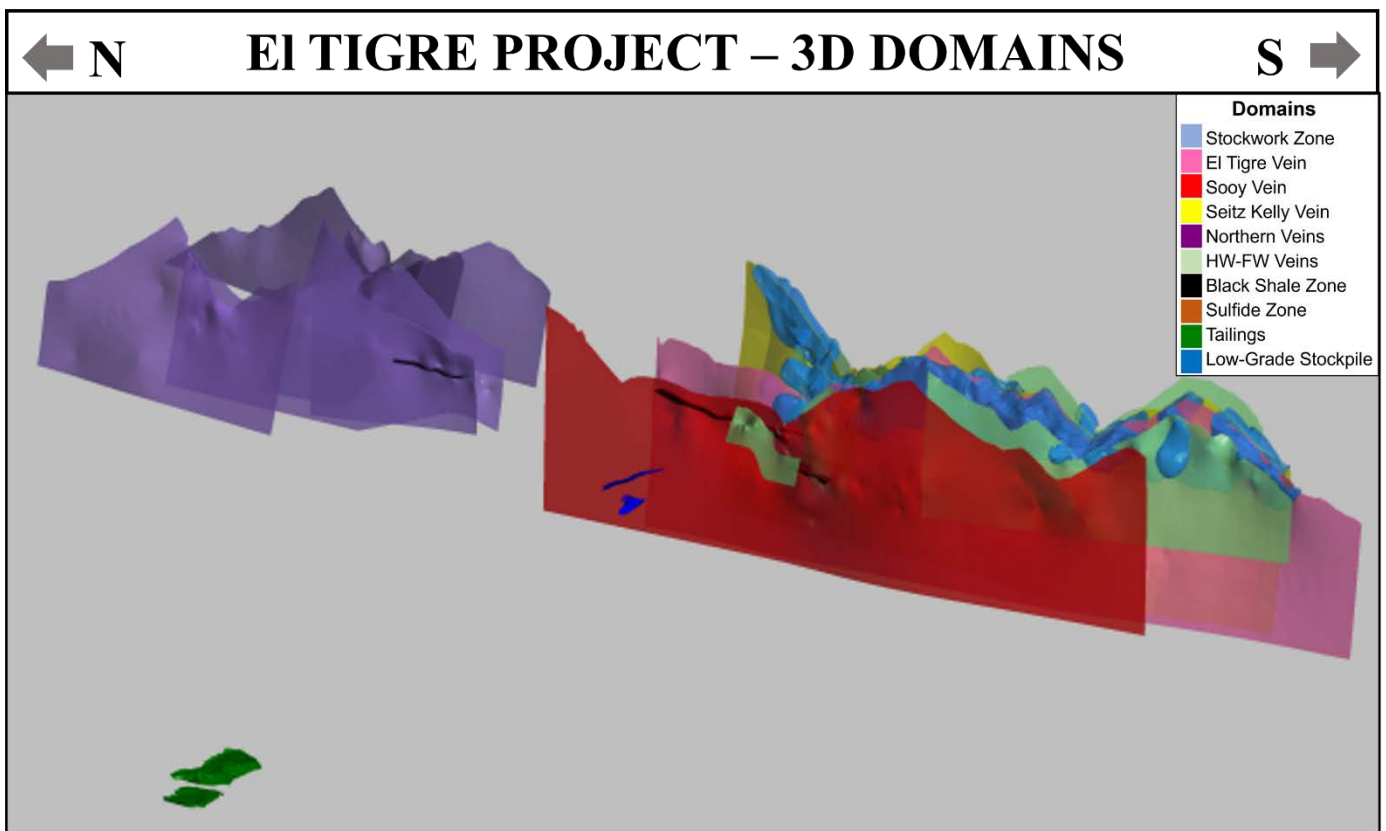 N El TIGRE PROJECT – 3D DOMAINS S
Domains
Stockwork Zone
El Tigre Vein
Sooy Vein
Seitz Kelly Vein
Northern Veins
HW-FW Veins
Black Shale Zone
Sulfide Zone
Tailings
Low-Grade Stockpile